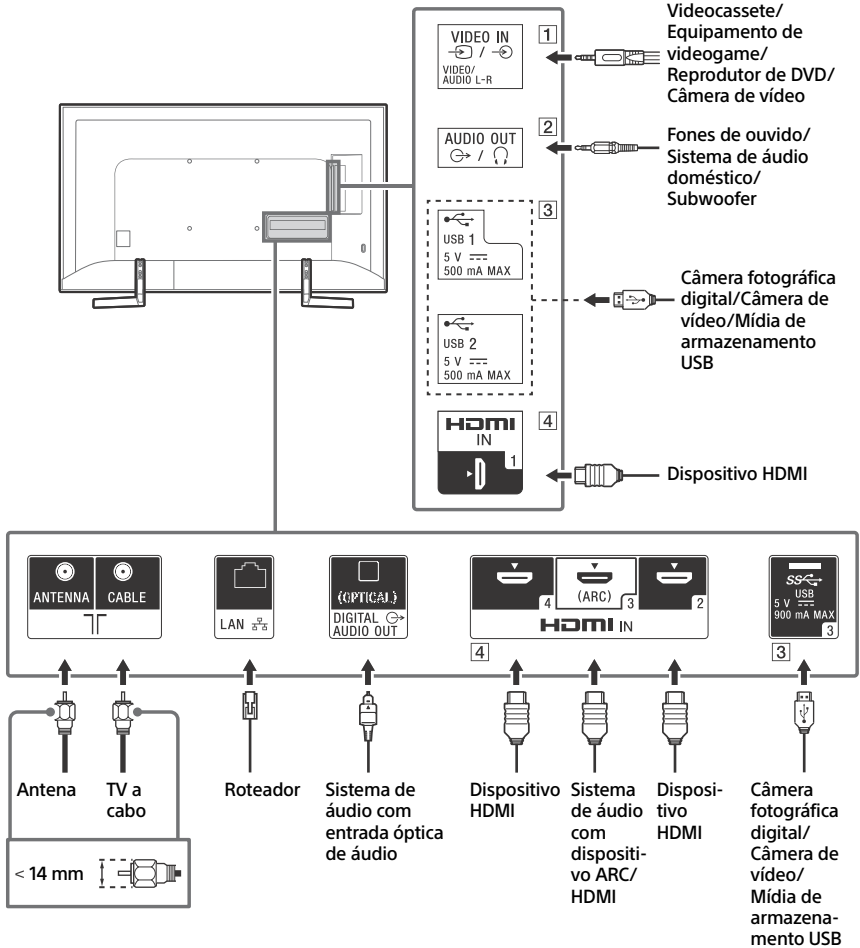 VIDEO IN
/
VIDEO/
AUDIO L-R
1
Videocassete/
Equipamento de
videogame/
Reprodutor de DVD/
Câmera de vídeo
AUDIO OUT
/
2
Fones de ouvido/
Sistema de áudio
doméstico/
Subwoofer
3
USB 1
5 V
500 mA MAX
USB 2
5 V
500 mA MAX
Câmera fotográfica
digital/Câmera de
vídeo/Mídia de
armazenamento
USB
HDMI
IN
1
4
Dispositivo HDMI
ANTENNA
CABLE
LAN
(OPTICAL)
DIGITAL
AUDIO OUT
4
(ARC)
3
2
HDMI IN
4
SS
USB
5 V
900 mA MAX
3
3
Antena
TV a
cabo
Roteador
Sistema de
áudio com
entrada óptica
de áudio
Dispositivo
HDMI
Sistema
de áudio
com
dispositi-
vo ARC/
HDMI
Disposi-
tivo
HDMI
Câmera
fotográfica
digital/
Câmera de
vídeo/
Mídia de
armazena-
mento USB
< 14 mm